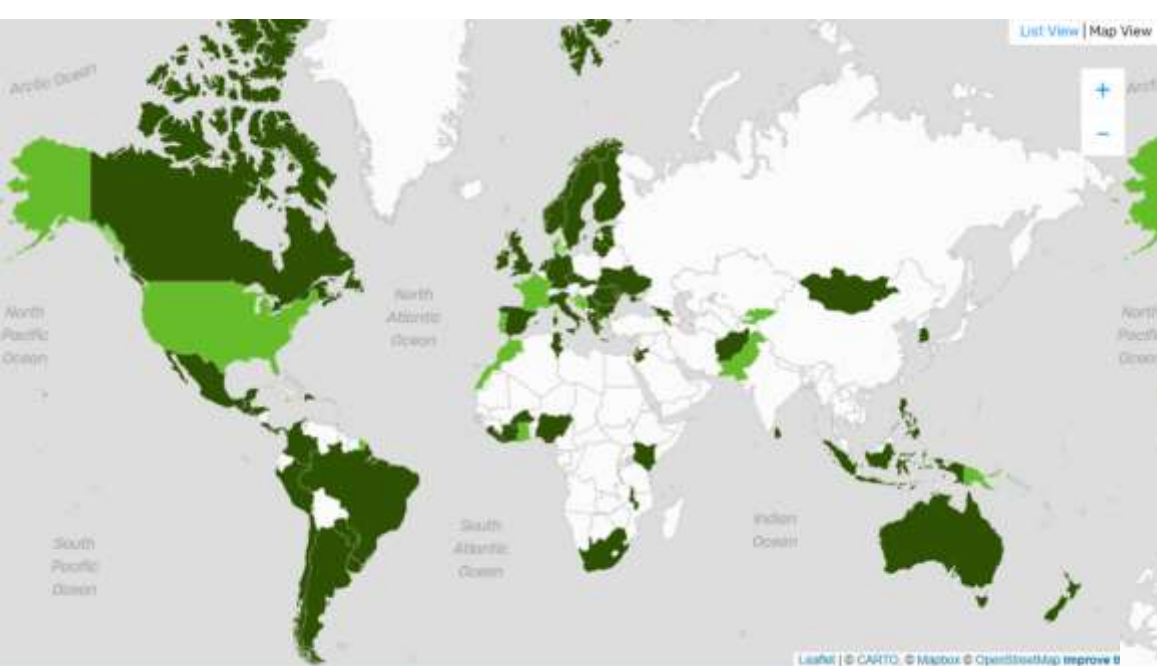 List View | Map View
+
Arctic Ocean
−
North
Pacific
Ocean
North
Atlantic
Ocean
North
Pacific
Ocean
South
Pacific
Ocean
South
Atlantic
Ocean
Indian
Ocean
Leaflet | © CARTO, © Mapbox © OpenStreetMap Improve t